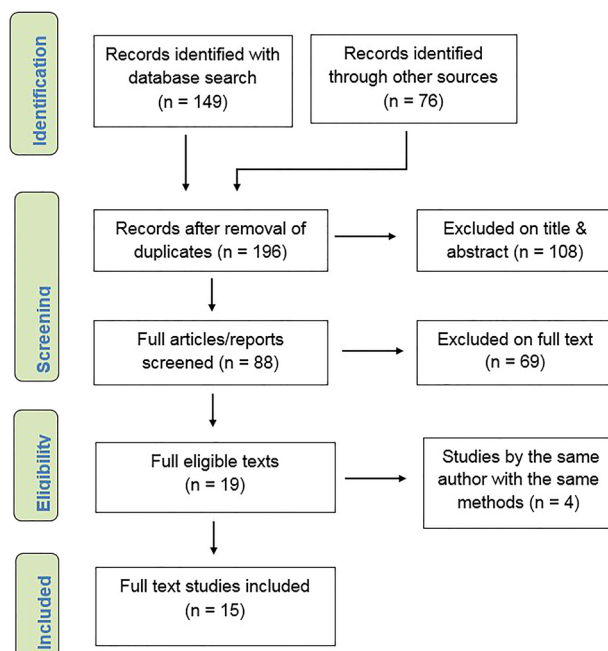 Identification
Records identified with
database search
(n = 149)
Records identified
through other sources
(n = 76)
Screening
Records after removal of
duplicates (n = 196)
Excluded on title &
abstract (n = 108)
Full articles/reports
screened (n = 88)
Excluded on full text
(n = 69)
Eligibility
Full eligible texts
(n = 19)
Studies by the same
author with the same
methods (n = 4)
Included
Full text studies included
(n = 15)